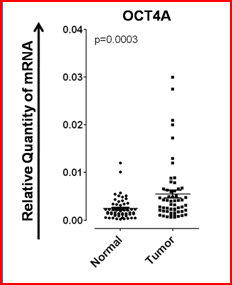 OCT4A
Relative Quantity of mRNA
p=0.0003
0.04
0.03
0.02
0.01
0.00
Normal
Tumor